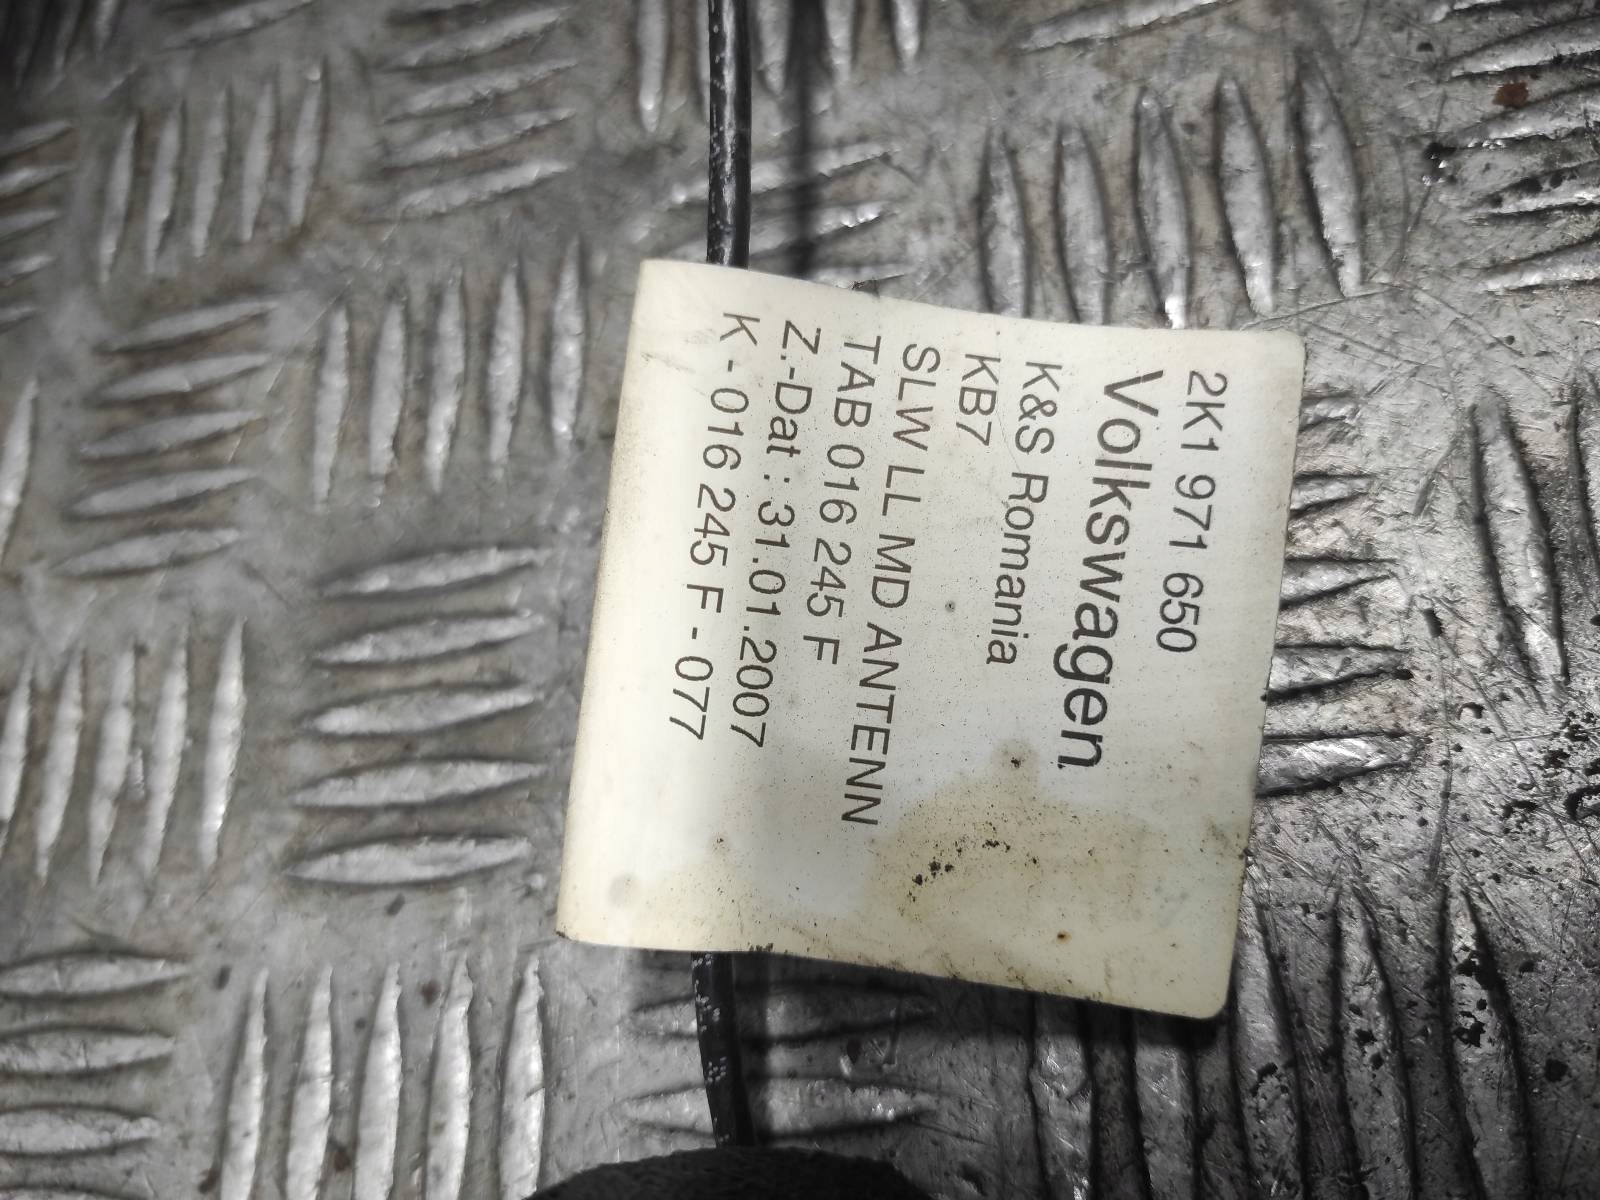 2K1 971 650
Volkswagen
K&S Romania
KB7
SLW LL MD ANTENN
TAB 016 245 F
Z.-Dat : 31.01.2007
K - 016 245 F - 077